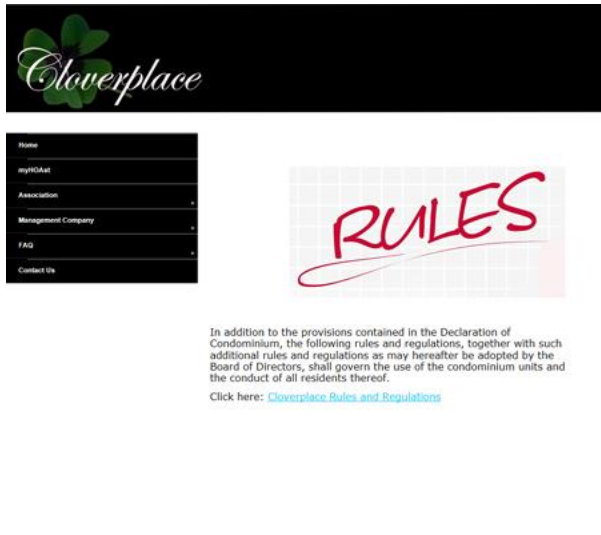 Cloverplace
Home
myHOAst
Association
Management Company
FAQ
Contact Us
RULES
In addition to the provisions contained in the Declaration of
Condominium, the following rules and regulations, together with such
additional rules and regulations as may hereafter be adopted by the
Board of Directors, shall govern the use of the condominium units and
the conduct of all residents thereof.
Click here: Cloverplace Rules and Regulations